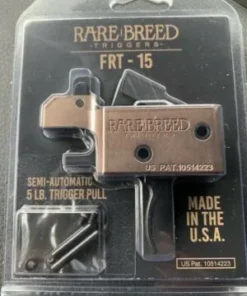 RARE BREED
TRIGGERS
FRT - 15
RARE BREED
TRIGGERS
US PAT. 10514223
SEMI-AUTOMATIC
5 LB. TRIGGER PULL
MADE
IN THE
U.S.A.
US Pat. 10514223